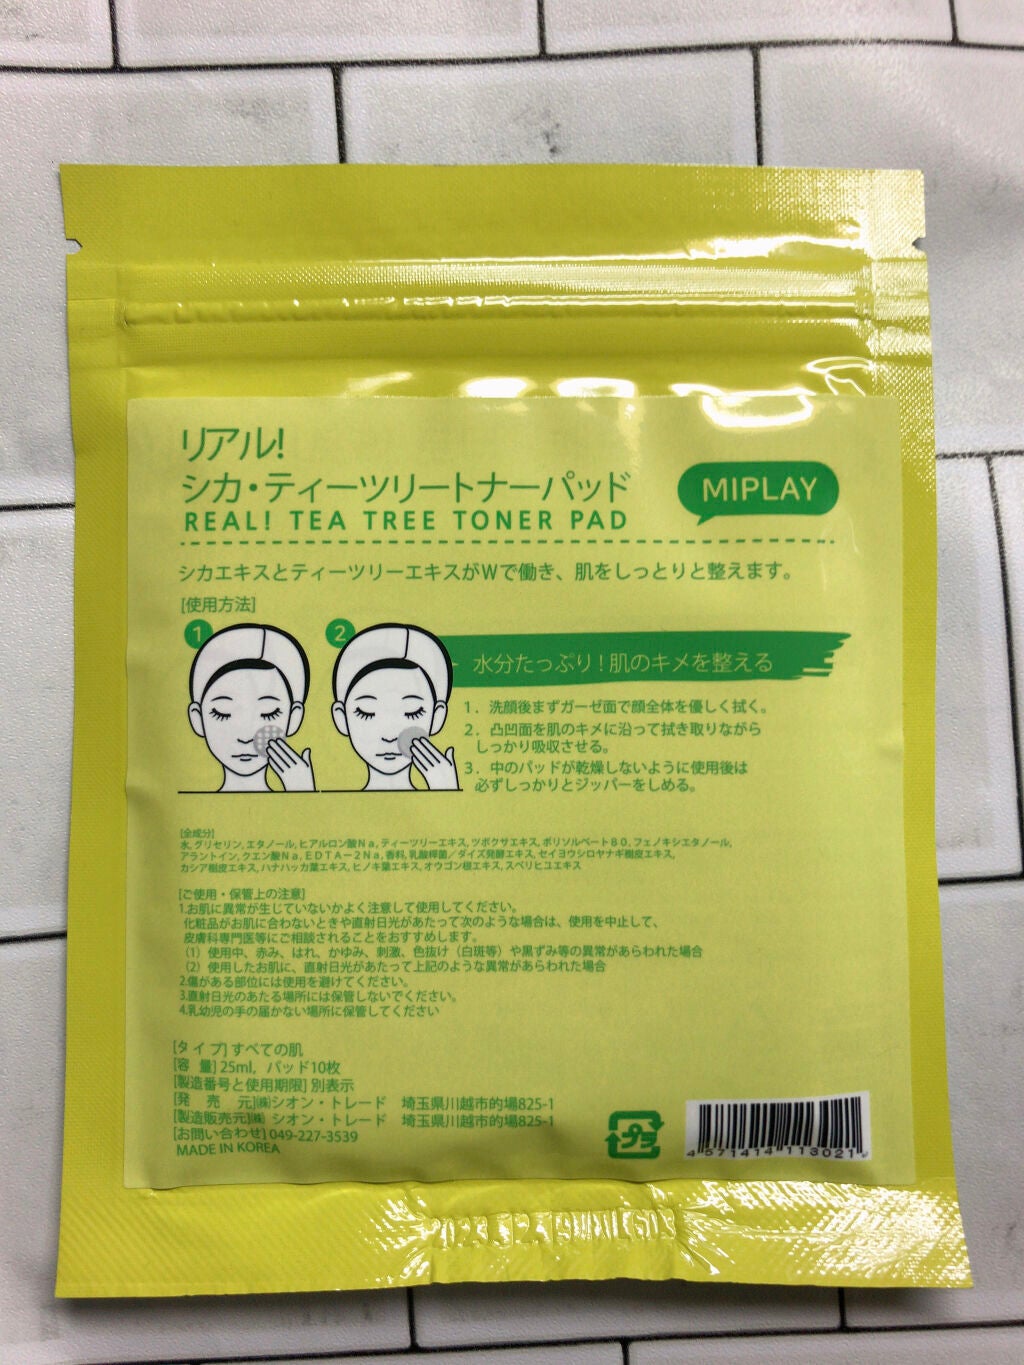 リアル!
シカ・ティーツリートナーパッド
REAL! TEA TREE TONER PAD
MIPLAY
シカエキスとティーツリーエキスがWで働き、肌をしっとりと整えます。
[使用方法]
1
2
水分たっぷり!肌のキメを整える
1. 洗顔後まずガーゼ面で顔全体を優しく拭く。
2. 凸凹面を肌のキメに沿って拭き取りながら
しっかり吸収させる。
3. 中のパッドが乾燥しないように使用後は
必ずしっかりとジッパーをしめる。
[全成分]
水, グリセリン, エタノール, ヒアルロン酸Na, ティーツリーエキス, ツボクサエキス, ポリソルベート80, フェノキシエタノール,
アラントイン, クエン酸Na, EDTA-2Na, 香料, 乳酸桿菌/ダイズ発酵エキス, セイヨウシロヤナギ樹皮エキス,
カシア樹皮エキス, ハナハッカ葉エキス, ヒノキ葉エキス, オウゴン根エキス, スベリヒユエキス
[ご使用・保管上の注意]
1.お肌に異常が生じていないかよく注意して使用してください。
化粧品がお肌に合わないときや直射日光があたって次のような場合は、使用を中止して、
皮膚科専門医等にご相談されることをおすすめします。
(1) 使用中、赤み、はれ、かゆみ、刺激、色抜け(白斑等)や黒ずみ等の異常があらわれた場合
(2) 使用したお肌に、直射日光があたって上記のような異常があらわれた場合
2.傷がある部位には使用を避けてください。
3.直射日光のあたる場所には保管しないでください。
4.乳幼児の手の届かない場所に保管してください
[タイプ] すべての肌
[容 量] 25ml, パッド10枚
[製造番号と使用期限] 別表示
[発 売 元]㈱シオン・トレード 埼玉県川越市的場825-1
[製造販売元]㈱ シオン・トレード 埼玉県川越市的場825-1
[お問い合わせ] 049-227-3539
MADE IN KOREA
プラ
4 571414 113021
2023.12.19